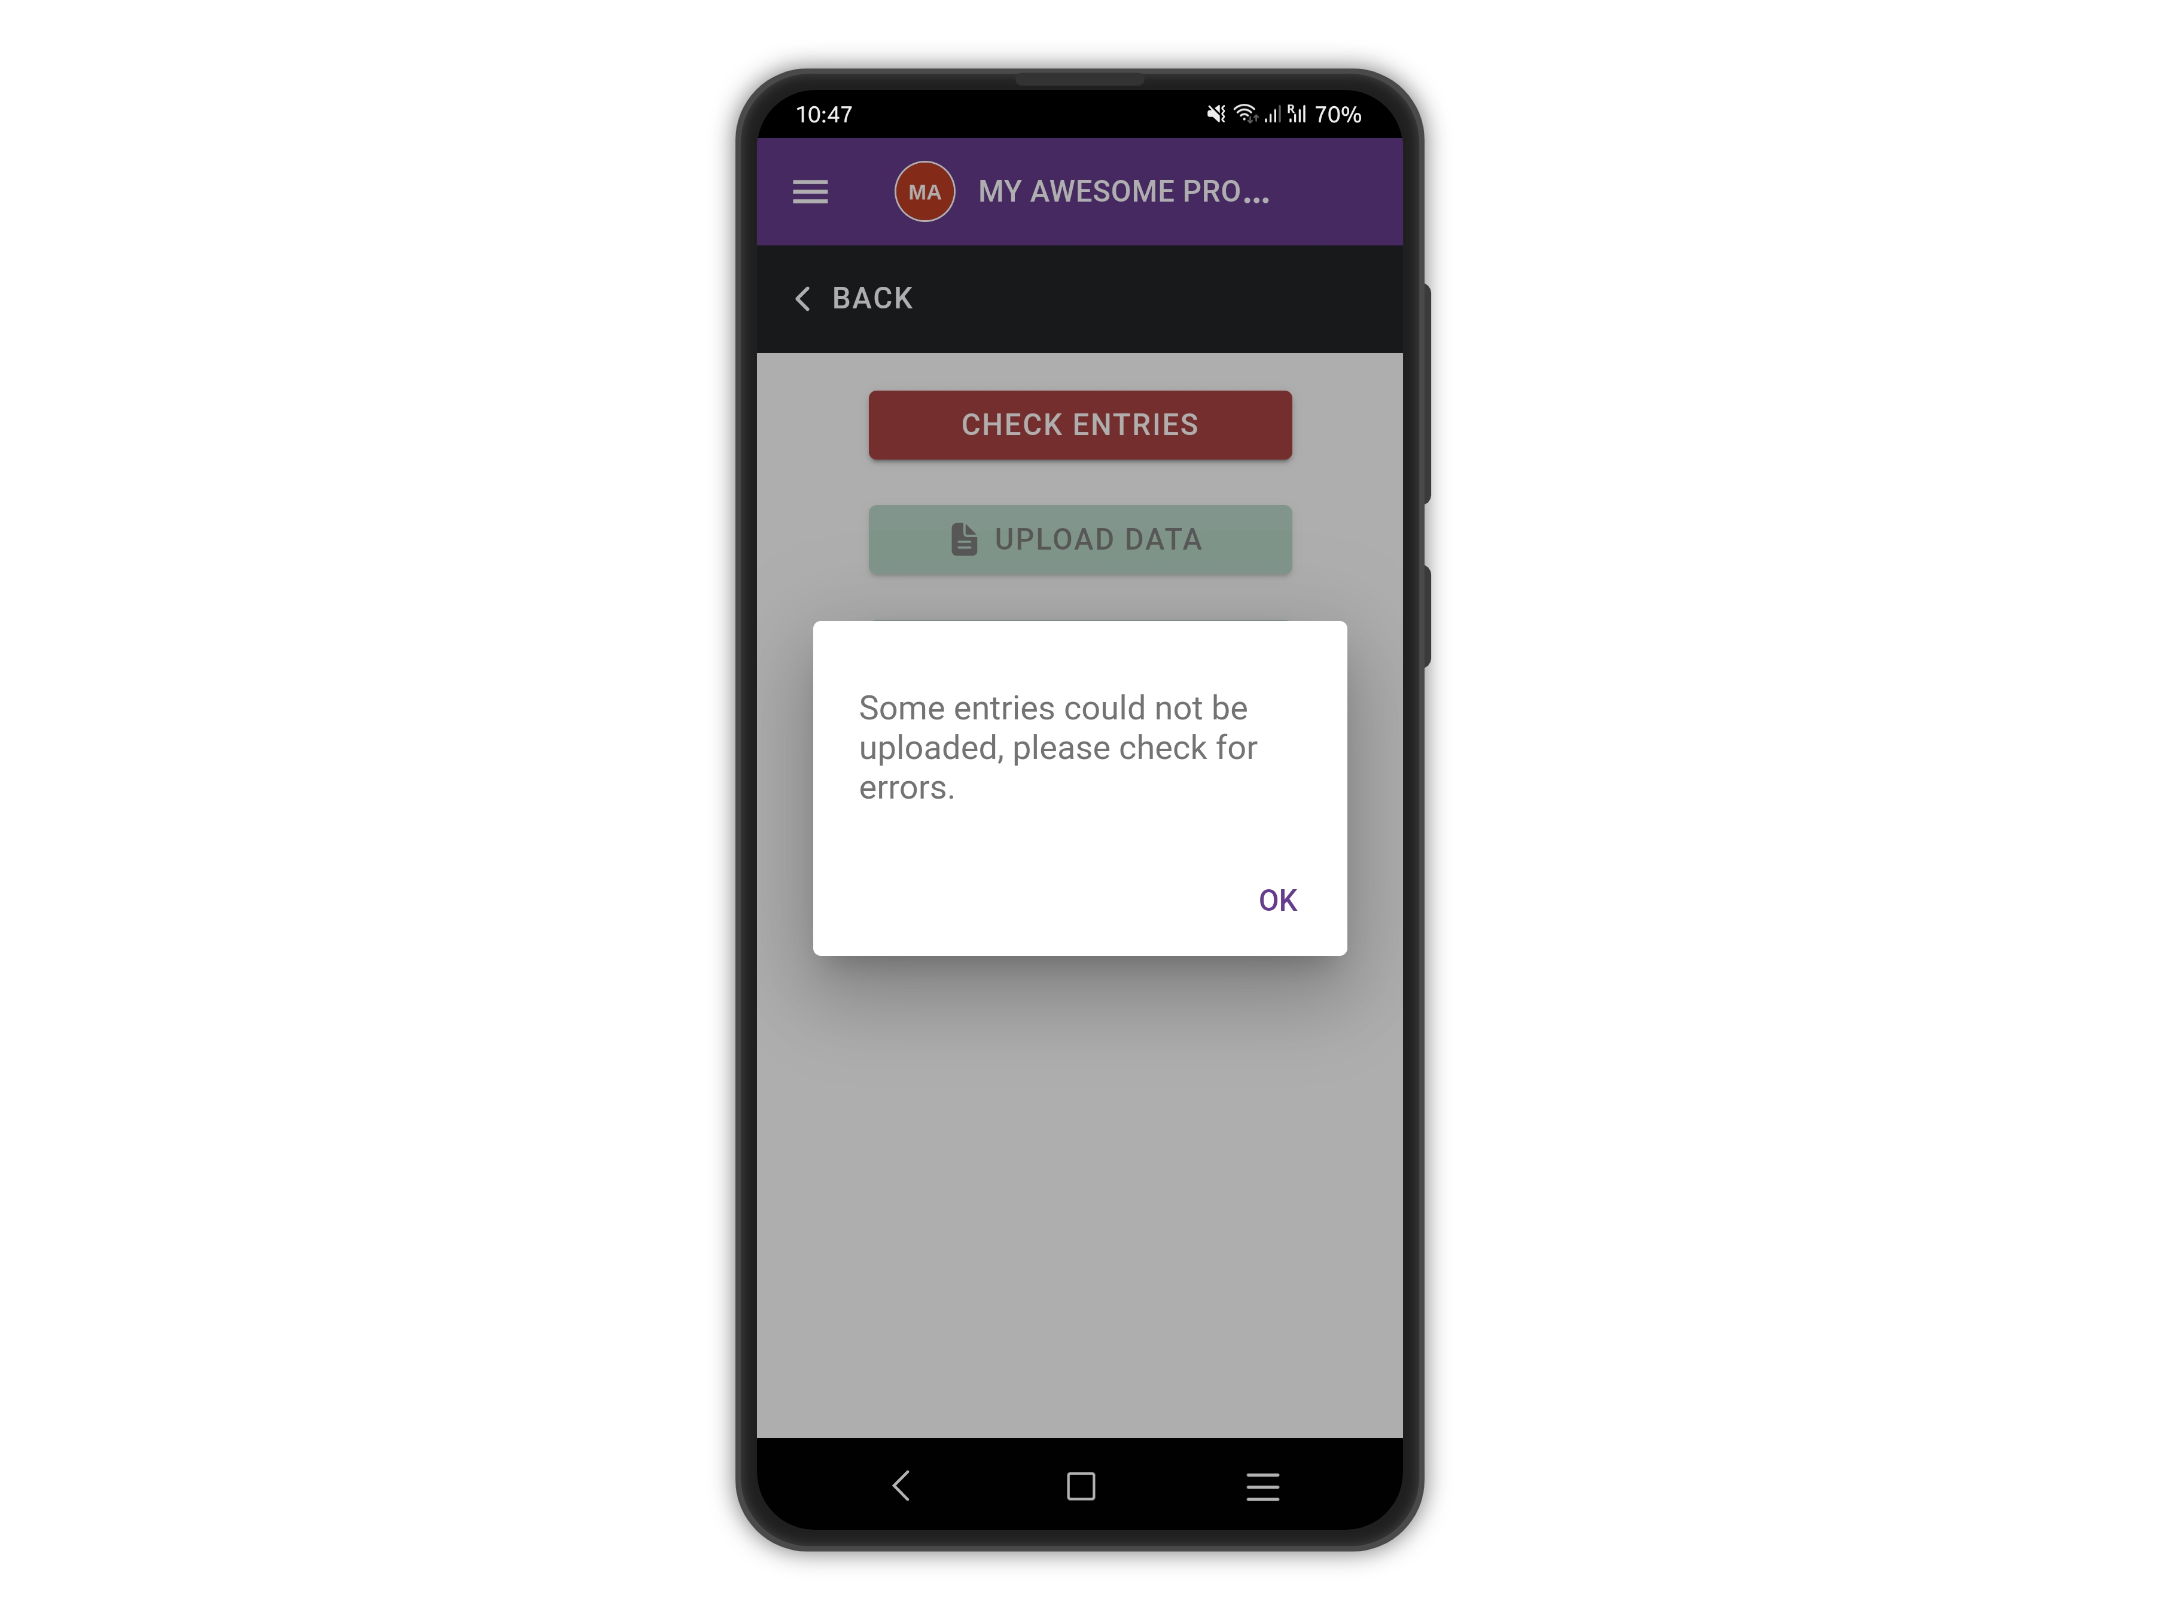 10:47
R 70%
MA MY AWESOME PRO...
BACK
CHECK ENTRIES
UPLOAD DATA
Some entries could not be
uploaded, please check for
errors.
OK